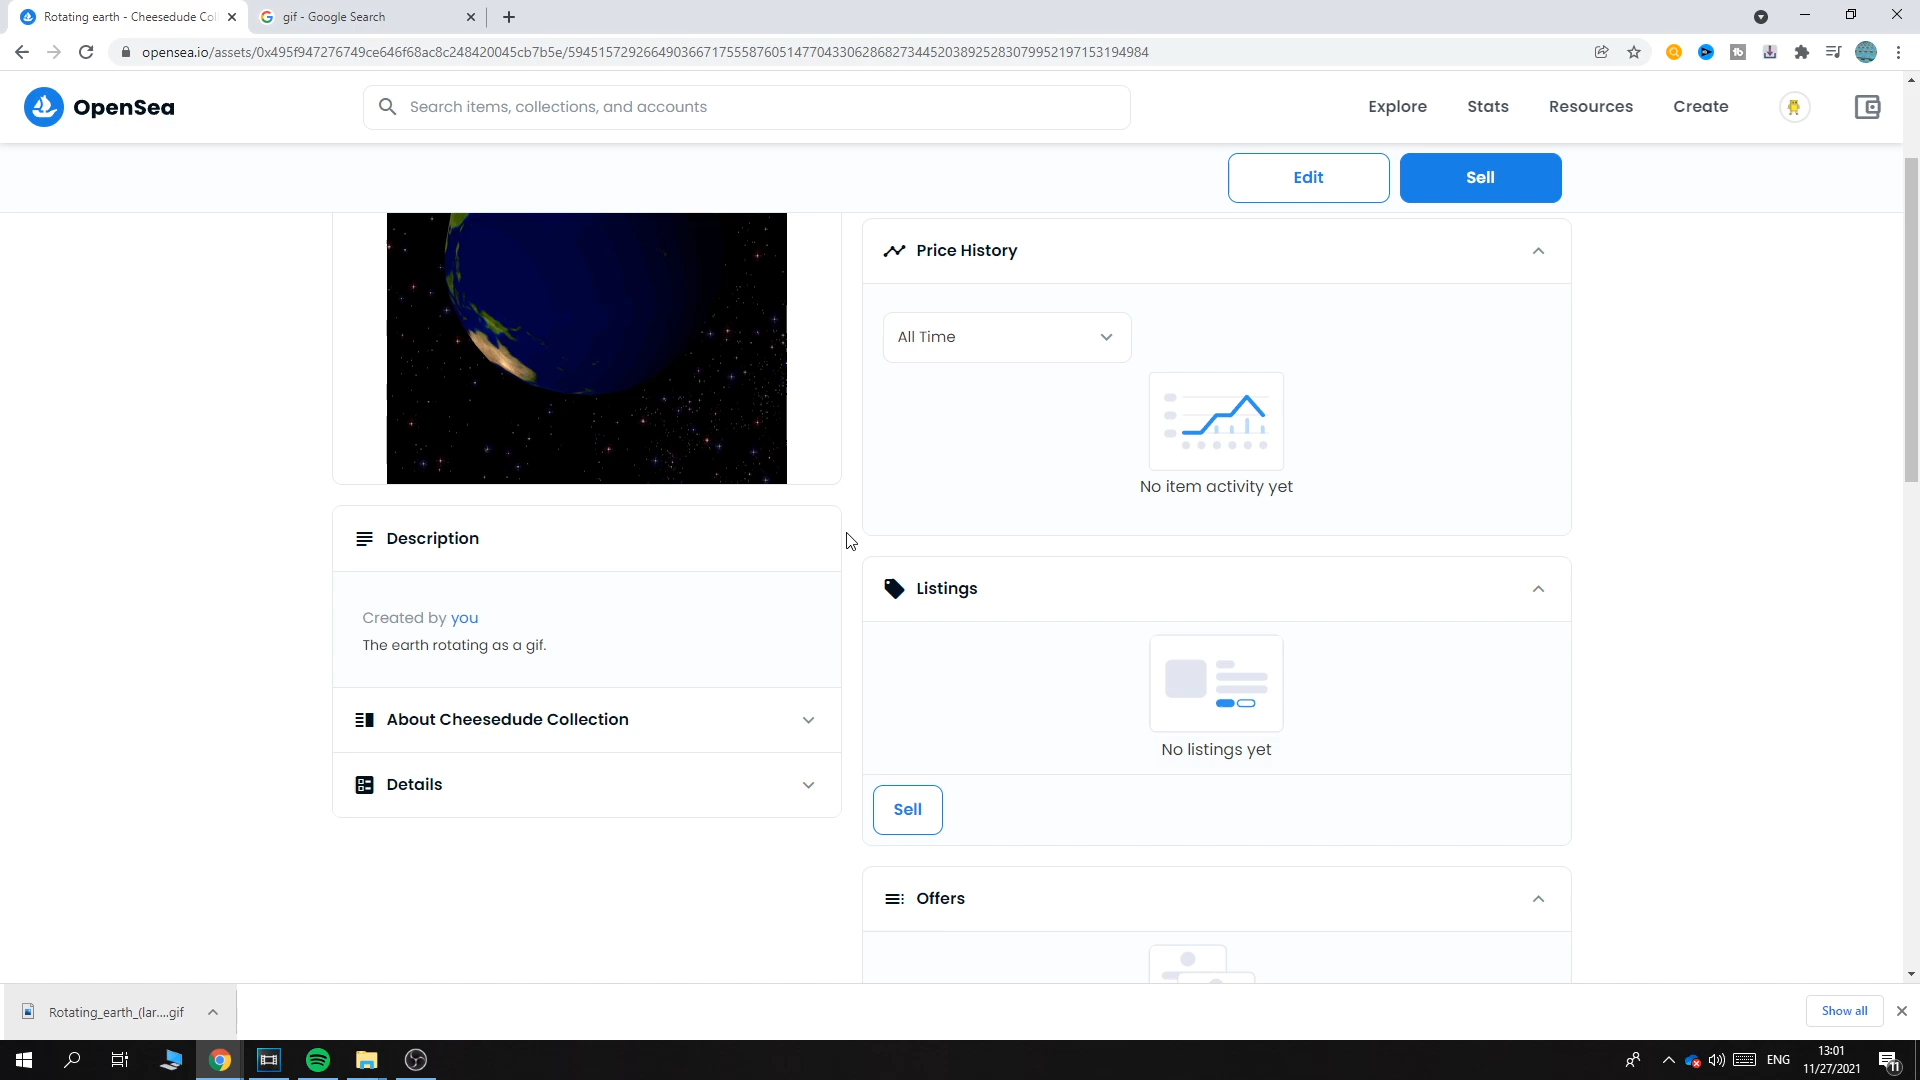 Rotating earth - Cheesedude Col
gif - Google Search
opensea.io/assets/0x495f947276749ce646f68ac8c248420045cb7b5e/59451572926649036671755587605147704330628682734452038925283079952197153194984
OpenSea
Search items, collections, and accounts
Explore
Stats
Resources
Create
Edit
Sell
Price History
All Time
No item activity yet
Description
Created by you
The earth rotating as a gif.
About Cheesedude Collection
Details
Listings
No listings yet
Sell
Offers
Rotating_earth_(lar....gif
Show all
ENG
13:01
11/27/2021
11